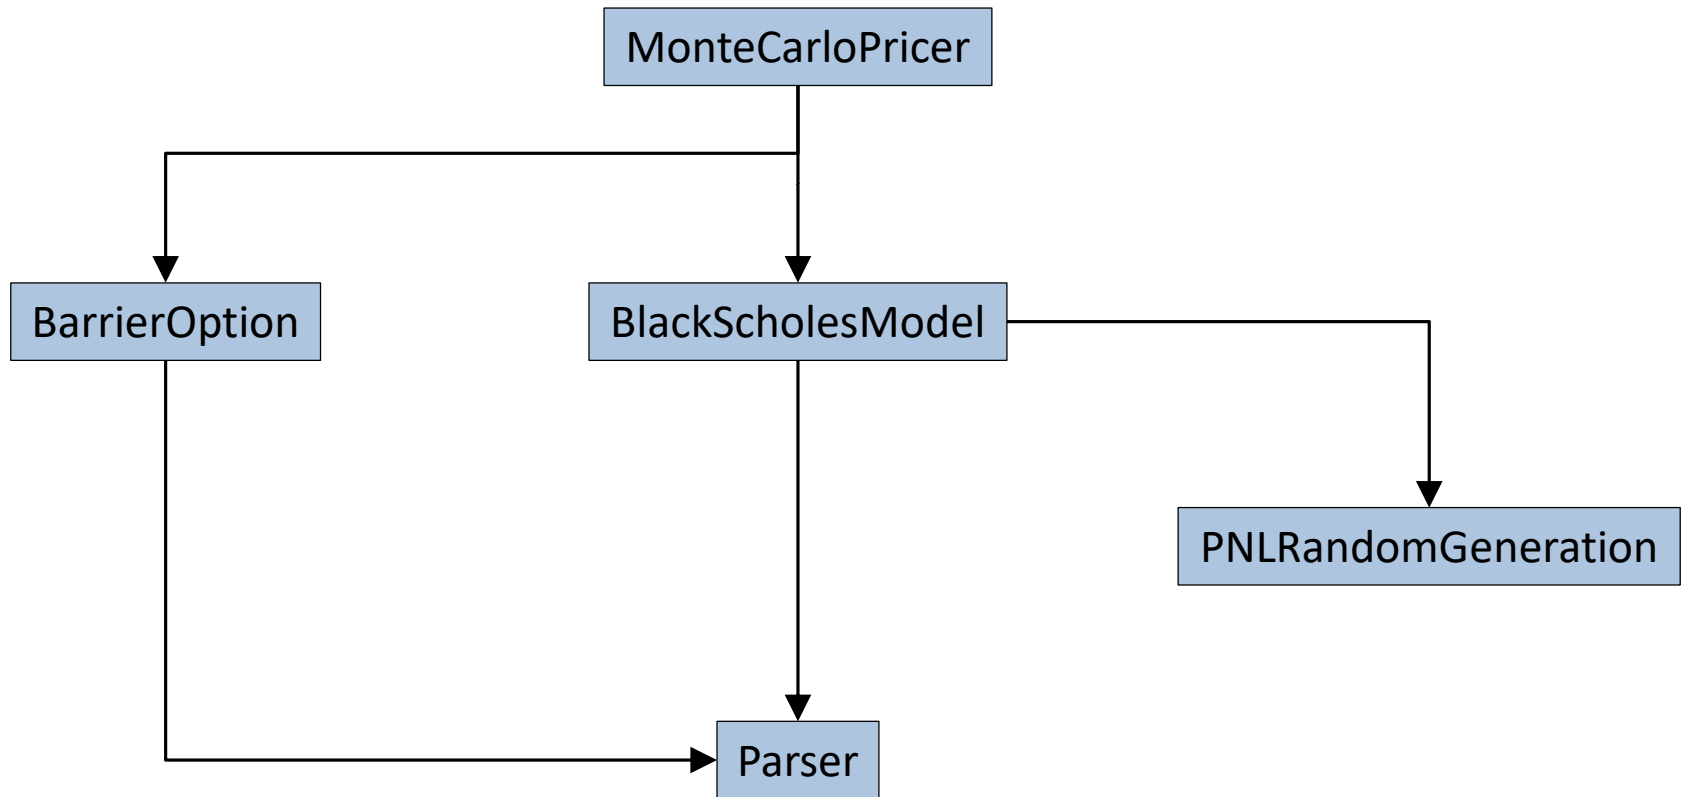 MonteCarloPricer
BarrierOption
BlackScholesModel
PNLRandomGeneration
Parser